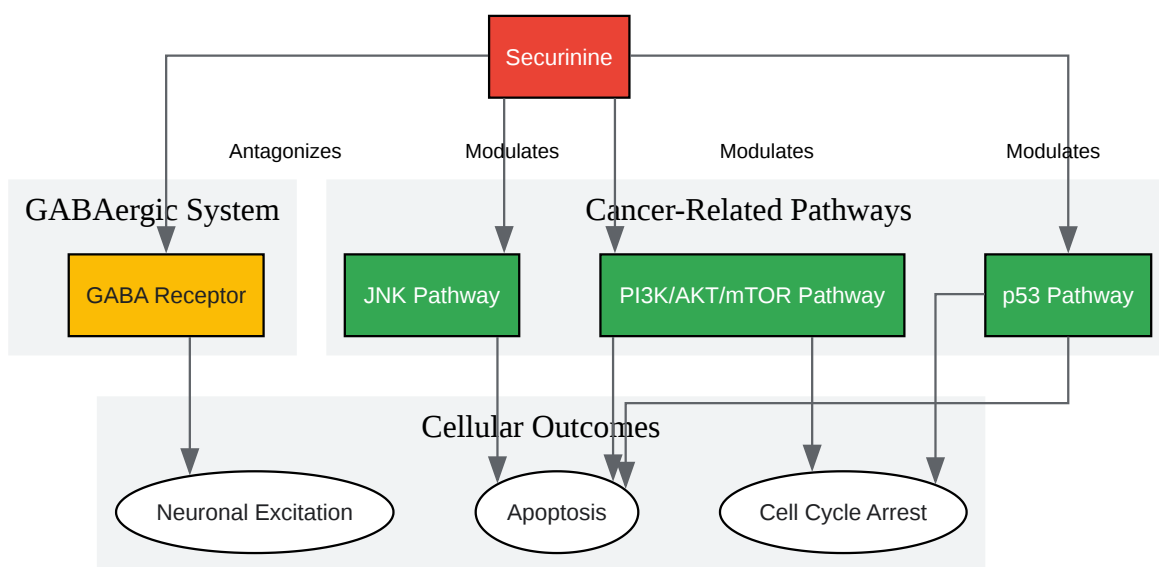 Securinine
Antagonizes
Modulates
Modulates
Modulates
GABAergic System
Cancer-Related Pathways
GABA Receptor
JNK Pathway
PI3K/AKT/mTOR Pathway
p53 Pathway
Cellular Outcomes
Neuronal Excitation
Apoptosis
Cell Cycle Arrest